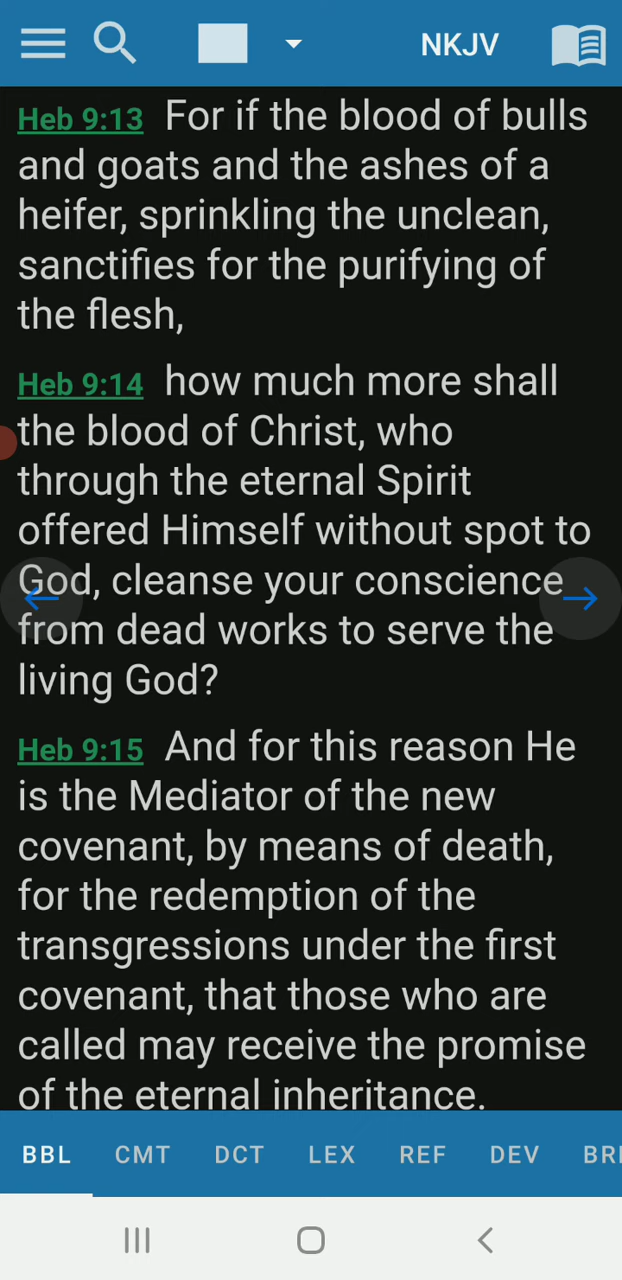 NKJV
Heb 9:13 For if the blood of bulls
and goats and the ashes of a
heifer, sprinkling the unclean,
sanctifies for the purifying of
the flesh,
Heb 9:14 how much more shall
the blood of Christ, who
through the eternal Spirit
offered Himself without spot to
God, cleanse your conscience
from dead works to serve the
living God?
Heb 9:15 And for this reason He
is the Mediator of the new
covenant, by means of death,
for the redemption of the
transgressions under the first
covenant, that those who are
called may receive the promise
of the eternal inheritance.
BBL CMT DCT LEX REF DEV BRI